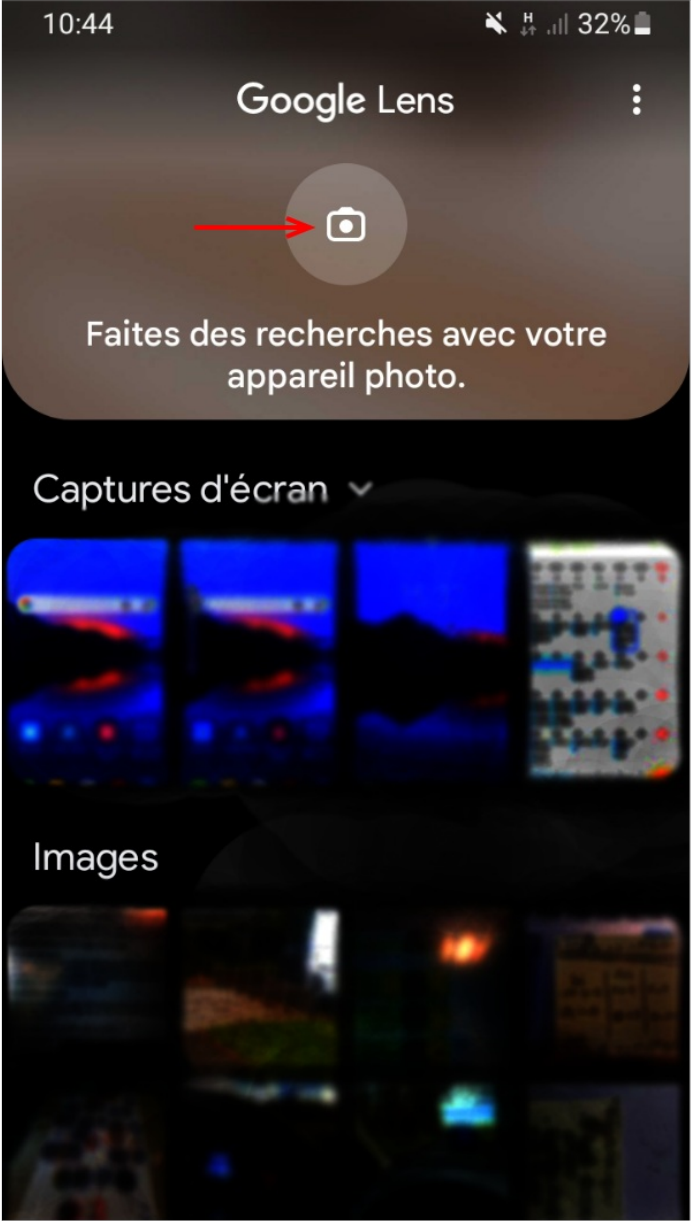 10:44
H
32%
Google Lens
Faites des recherches avec votre
appareil photo.
Captures d'écran
Images